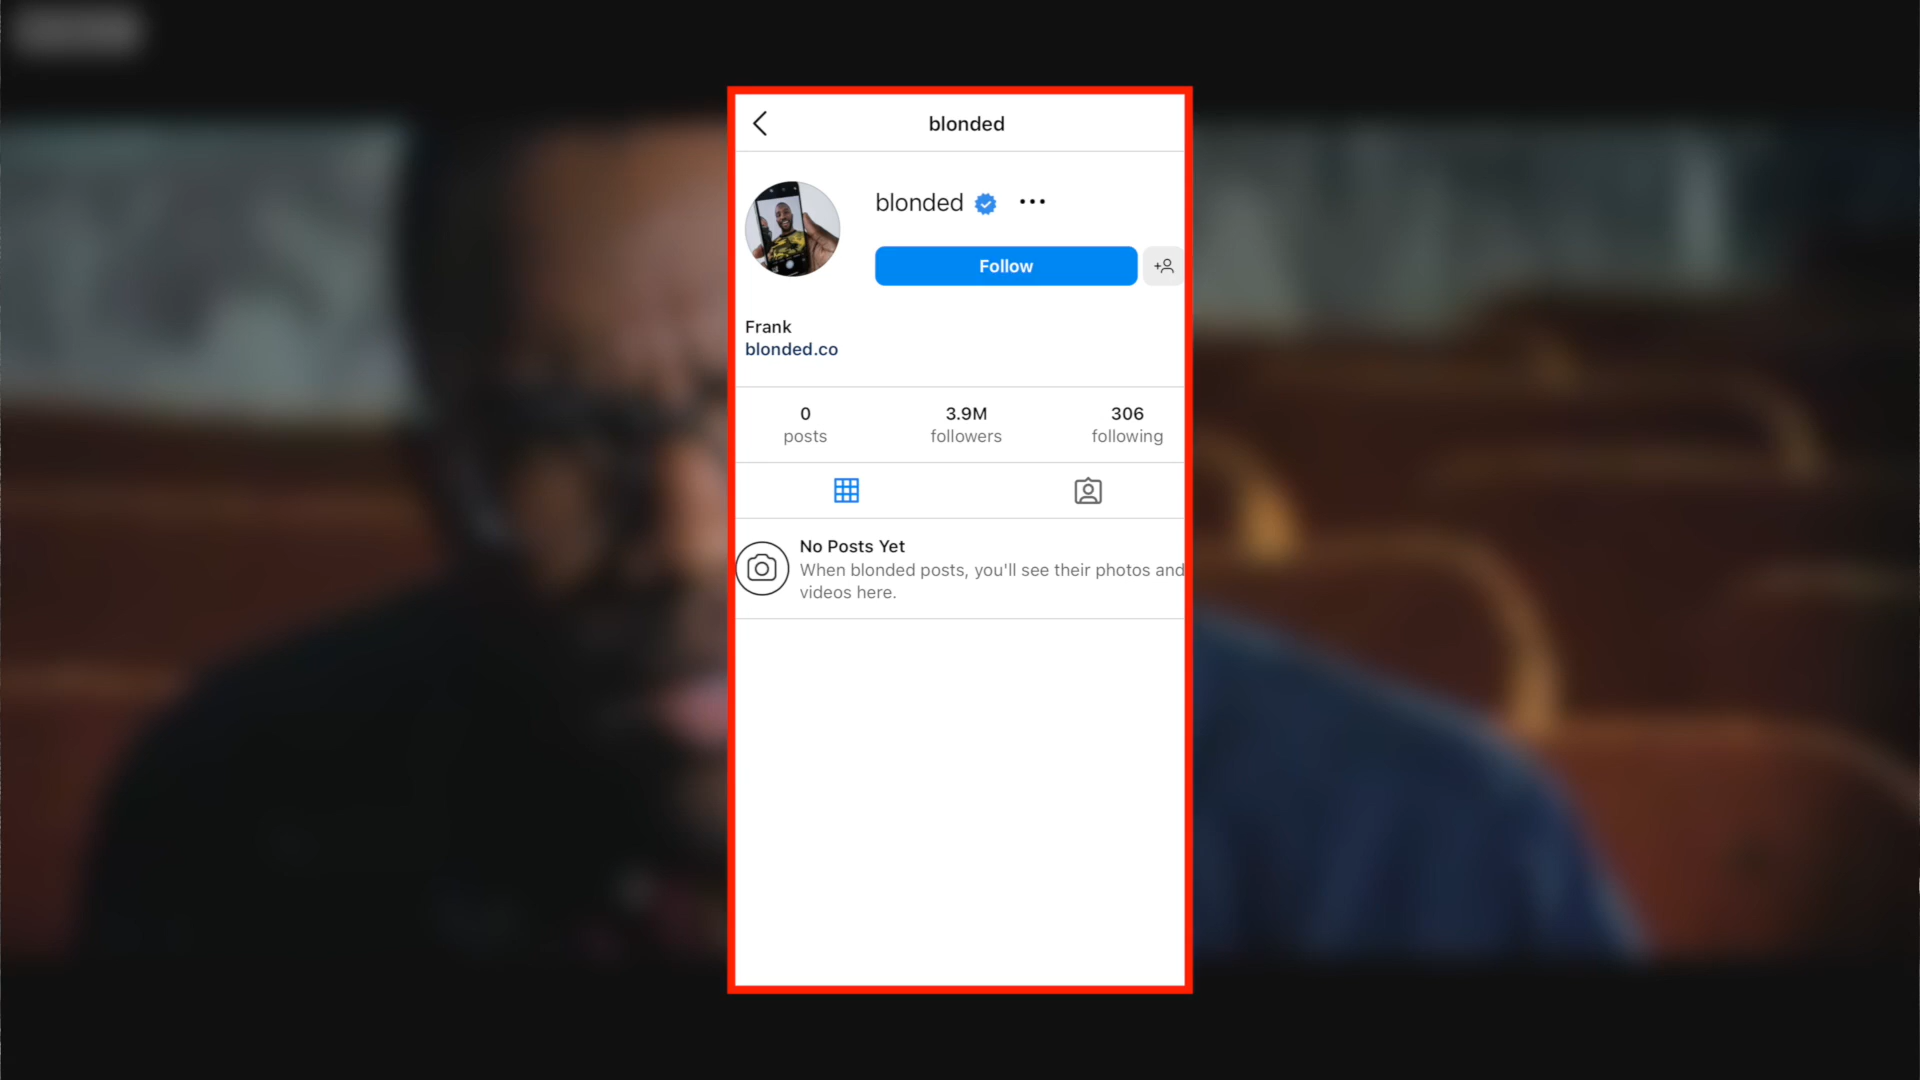 blonded
blonded
Follow
Frank
blonded.co
0
posts
3.9M
followers
306
following
No Posts Yet
When blonded posts, you'll see their photos and
videos here.